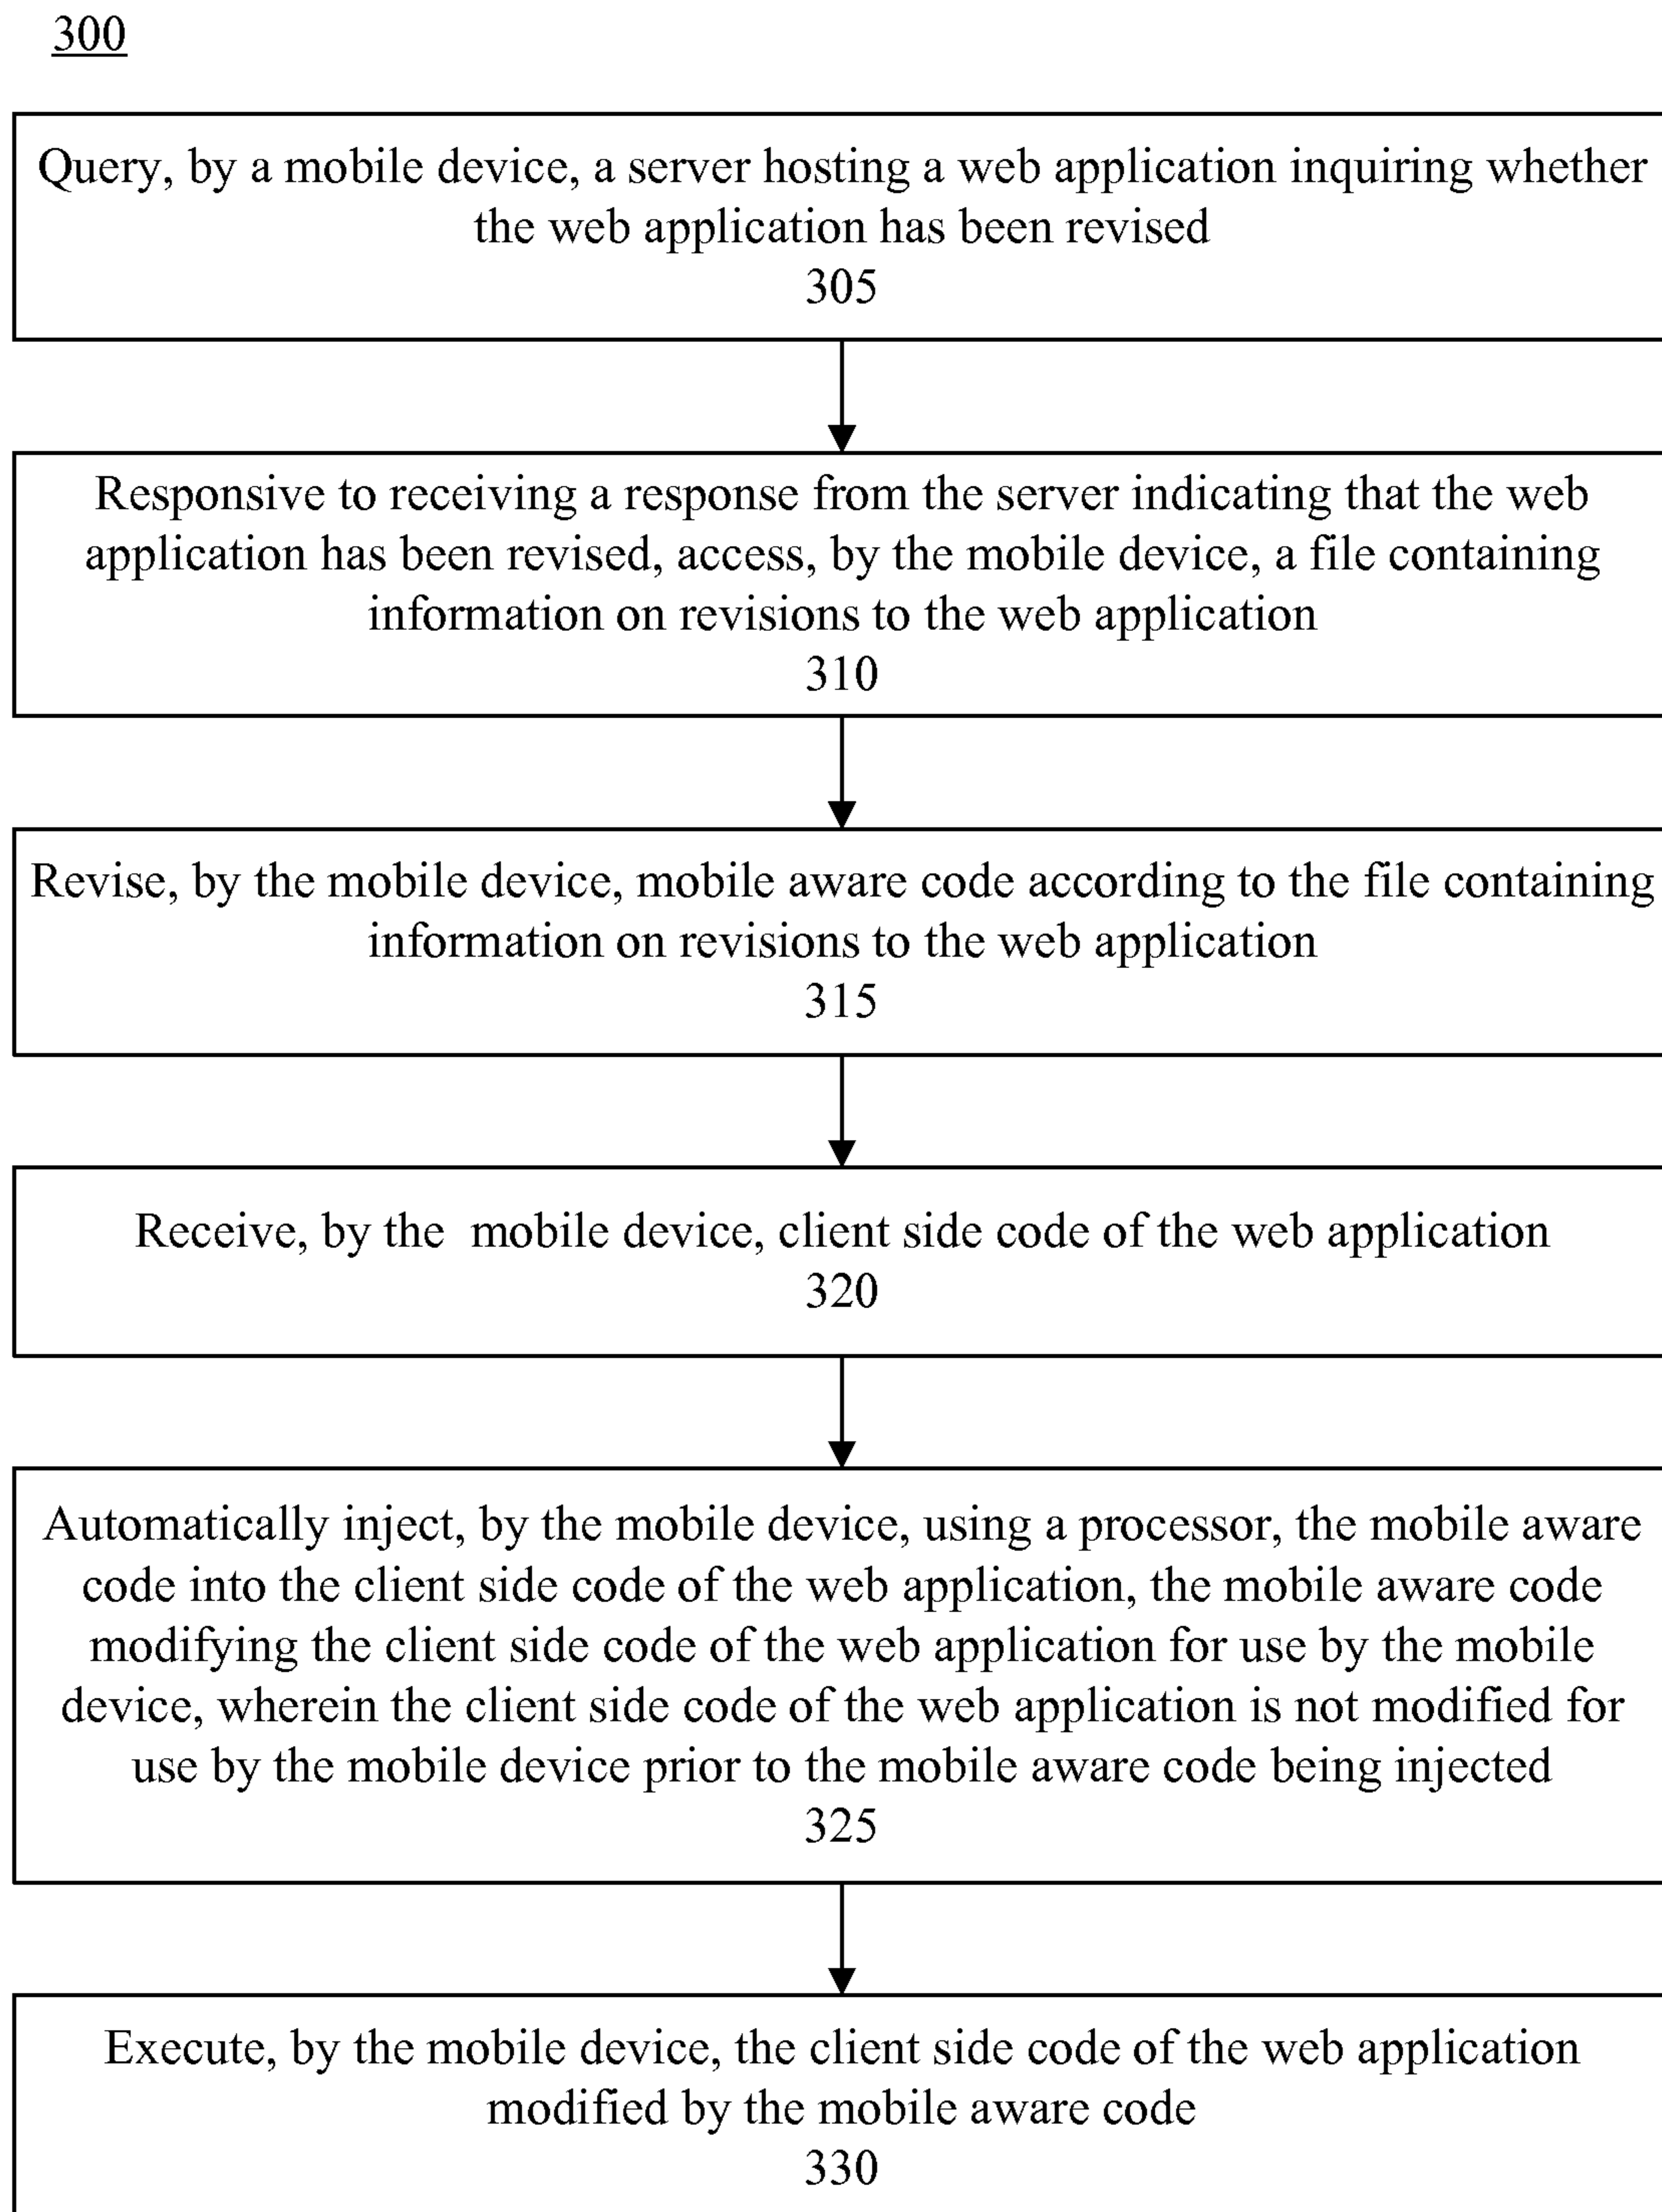 300
Query, by a mobile device, a server hosting a web application inquiring whether
the web application has been revised
305
Responsive to receiving a response from the server indicating that the web
application has been revised, access, by the mobile device, a file containing
information on revisions to the web application
310
Revise, by the mobile device, mobile aware code according to the file containing
information on revisions to the web application
315
Receive, by the mobile device, client side code of the web application
320
Automatically inject, by the mobile device, using a processor, the mobile aware
code into the client side code of the web application, the mobile aware code
modifying the client side code of the web application for use by the mobile
device, wherein the client side code of the web application is not modified for
use by the mobile device prior to the mobile aware code being injected
325
Execute, by the mobile device, the client side code of the web application
modified by the mobile aware code
330